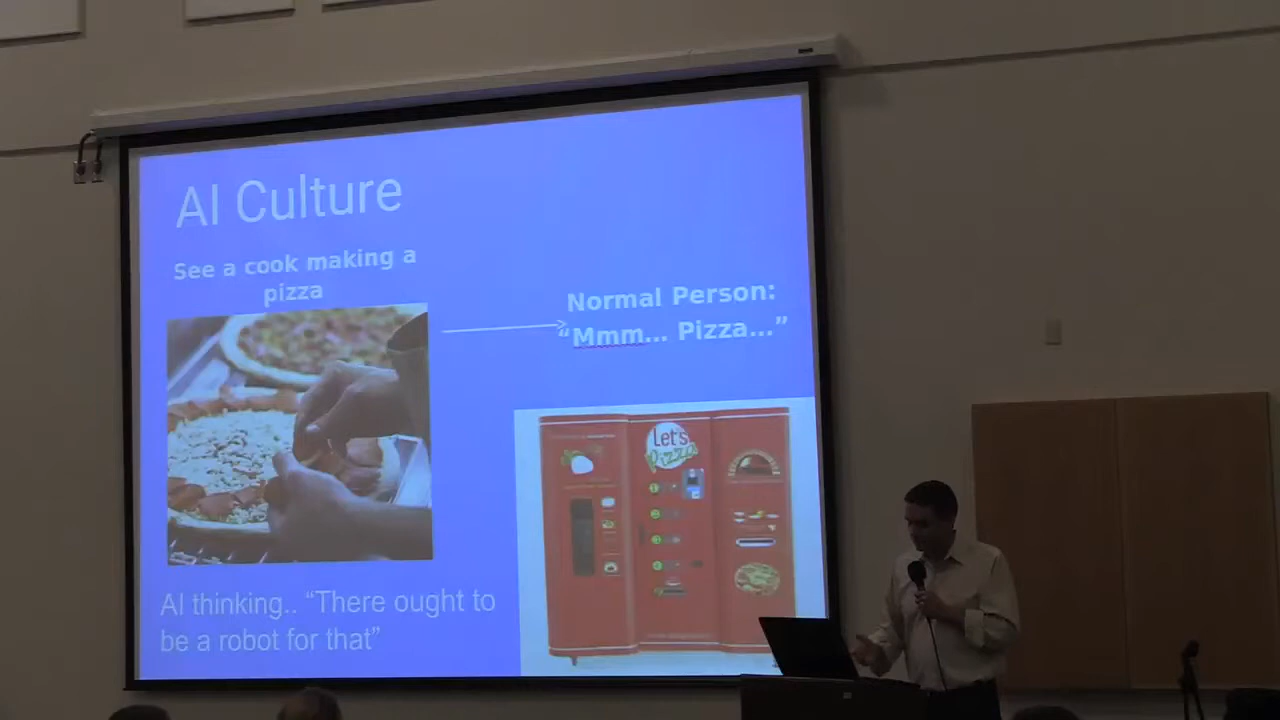 AI Culture
See a cook making a
pizza
Normal Person:
“Mmm... Pizza...”
Let's
Pizza
AI thinking.. “There ought to
be a robot for that”